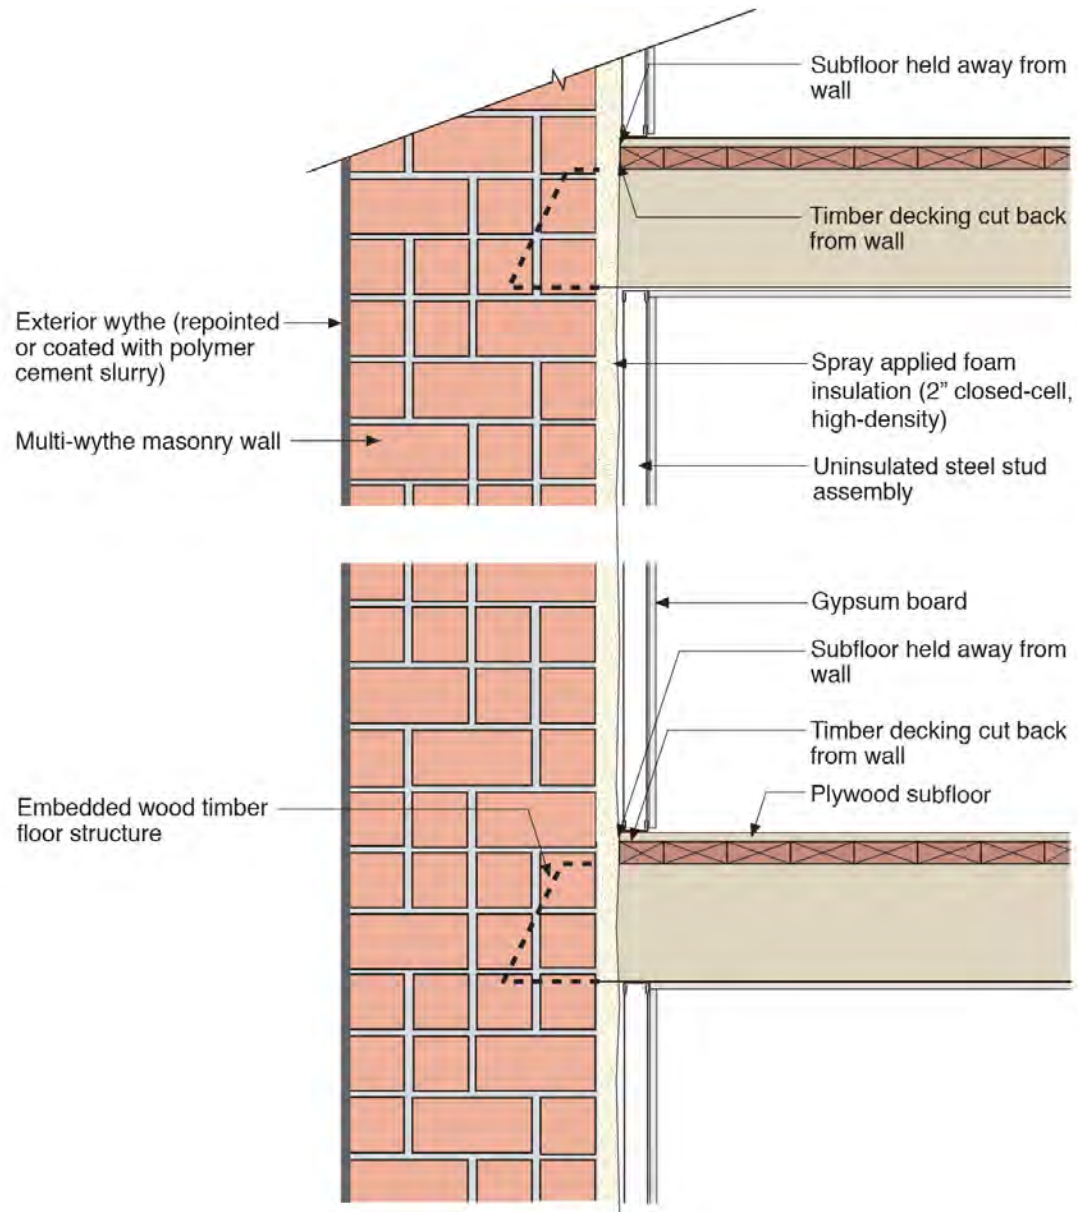 Subfloor held away from
wall
Timber decking cut back
from wall
Exterior wythe (repointed
or coated with polymer
cement slurry)
Spray applied foam
insulation (2” closed-cell,
high-density)
Multi-wythe masonry wall
Uninsulated steel stud
assembly
Gypsum board
Subfloor held away from
wall
Timber decking cut back
from wall
Plywood subfloor
Embedded wood timber
floor structure